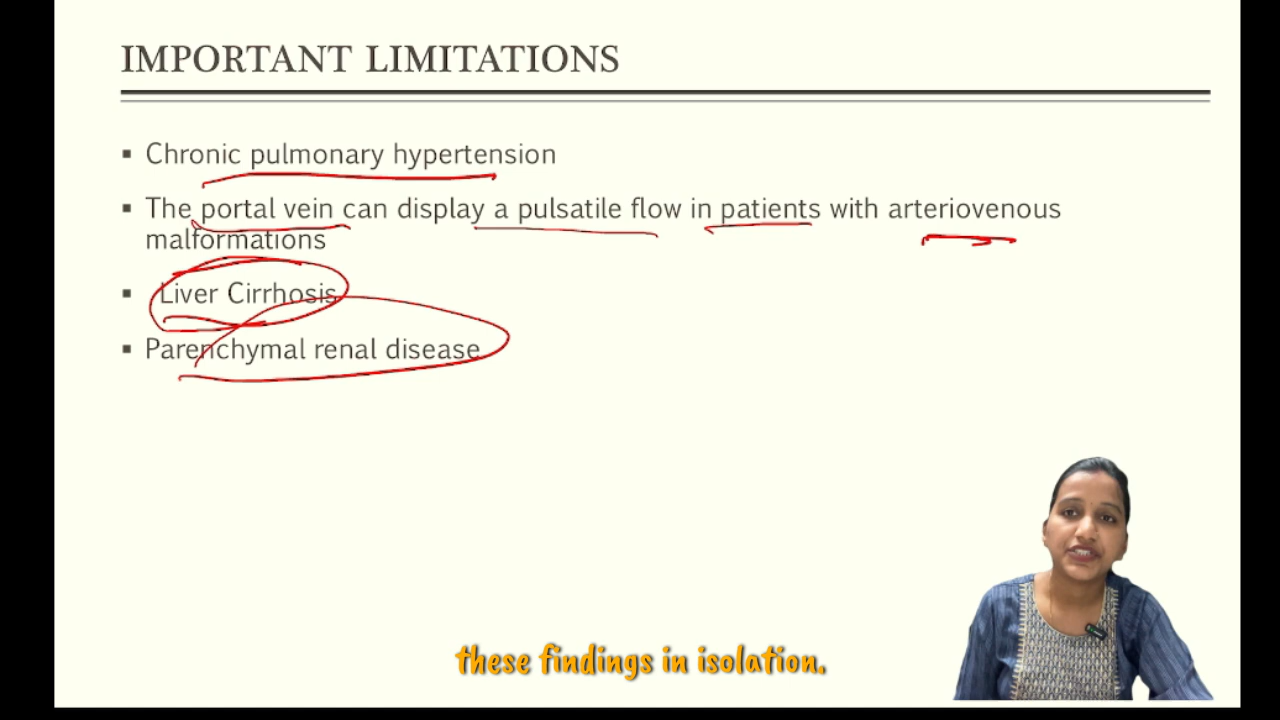 IMPORTANT LIMITATIONS
▪ Chronic pulmonary hypertension
▪ The portal vein can display a pulsatile flow in patients with arteriovenous
malformations
▪ Liver Cirrhosis
▪ Parenchymal renal disease
these findings in isolation.